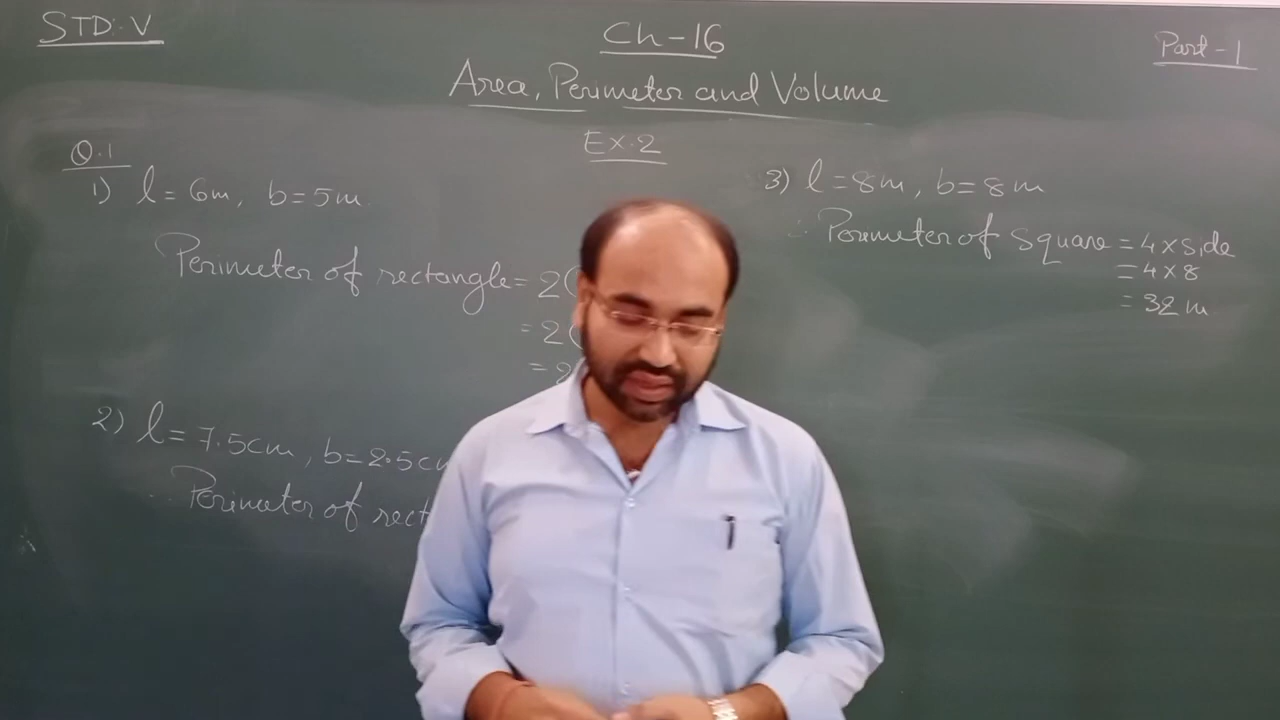 STD: V
Ch-16
Part-1
Area, Perimeter and Volume
Ex.2
Q.1
1) l = 6m, b = 5m.
Perimeter of rectangle = 2(
= 2(
= 2(
2) l = 7.5cm, b = 2.5c
Perimeter of rect
3) l = 8m, b = 8m
∴ Perimeter of square = 4 x side
= 4 x 8
= 32 m.